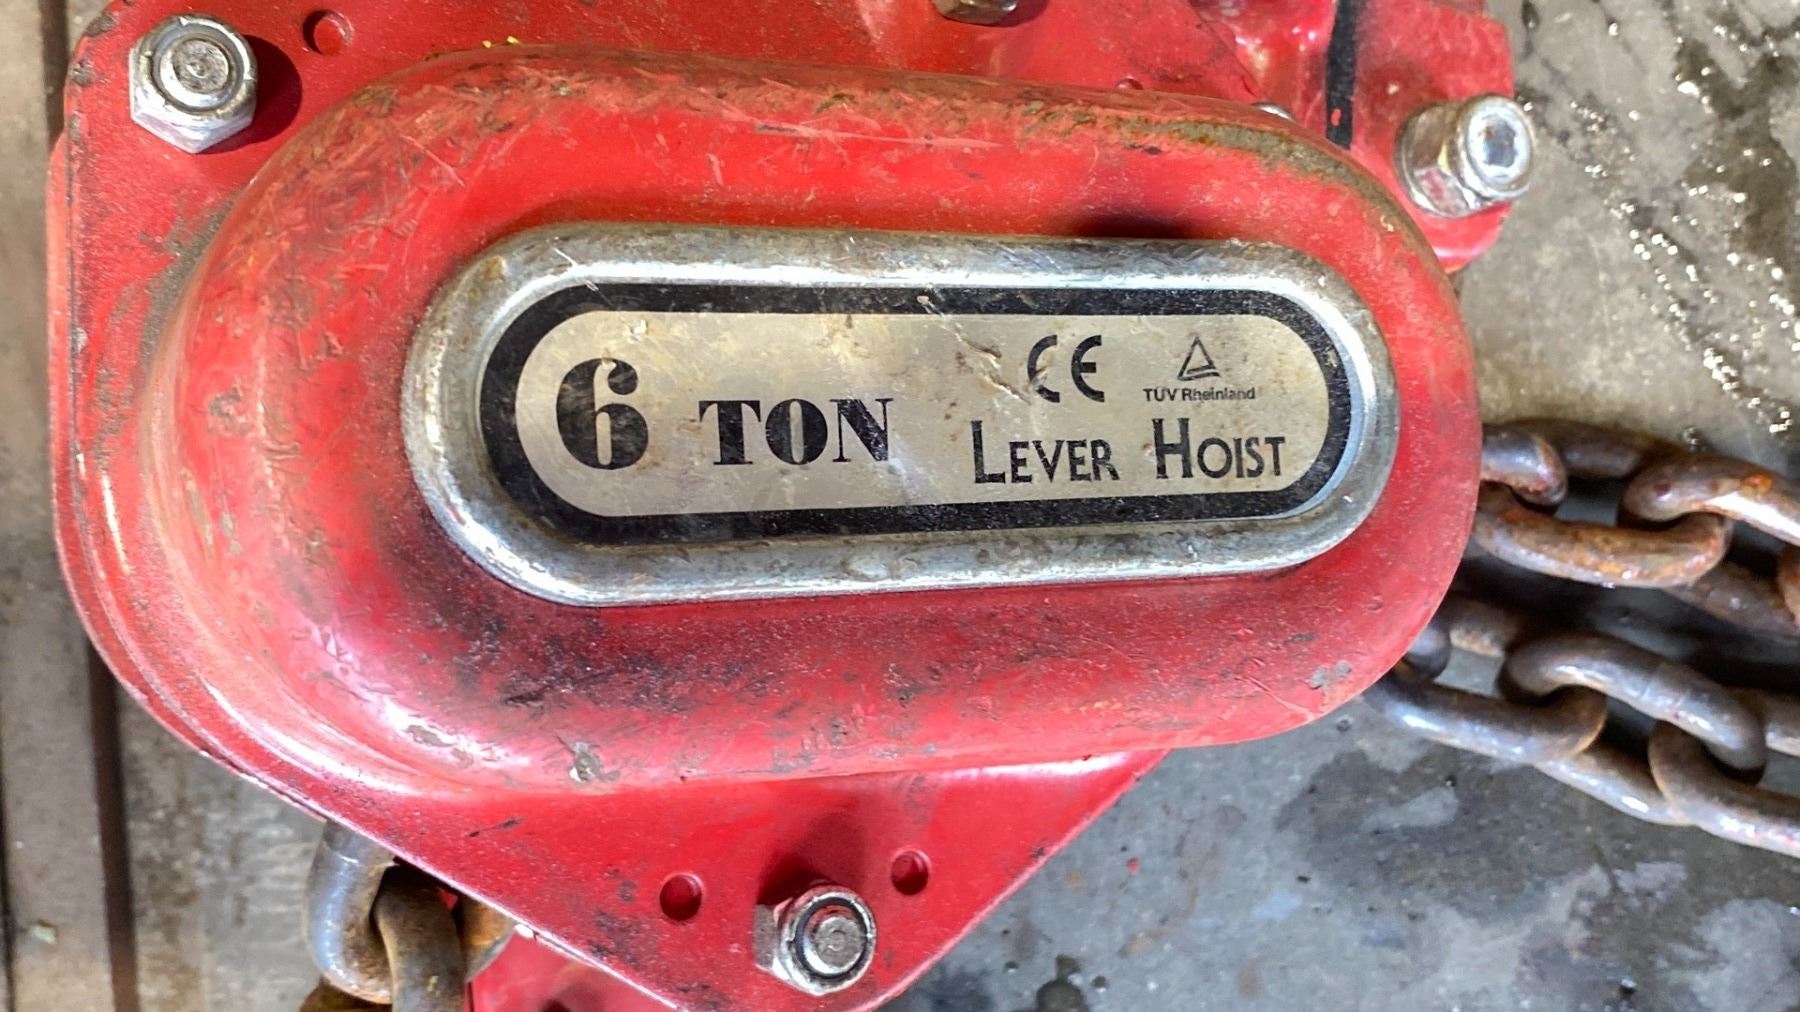 6 TON
CE
TÜV Rheinland
LEVER HOIST